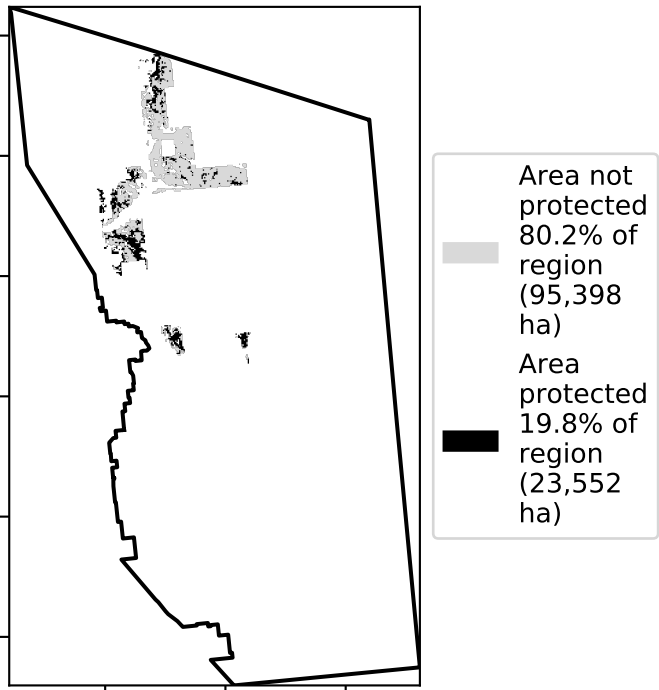 Area not
protected
80.2% of
region
(95,398
ha)
Area
protected
19.8% of
region
(23,552
ha)